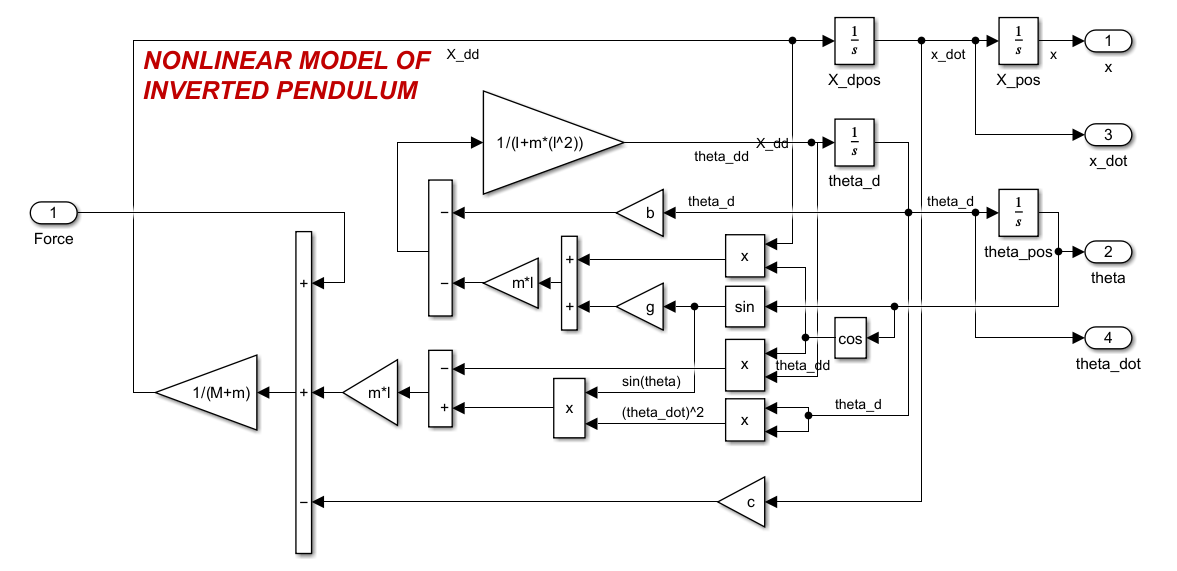 NONLINEAR MODEL OF
INVERTED PENDULUM
X_dd
1
s
X_dpos
x_dot
1
s
X_pos
x
1
x
3
x_dot
1/(I+m*(l^2))
theta_dd
X_dd
1
s
theta_d
1
Force
−
−
b
theta_d
theta_d
1
s
theta_pos
2
theta
x
+
+
m*l
g
sin
cos
4
theta_dot
+
+
−
1/(M+m)
m*l
−
+
x
theta_dd
sin(theta)
x
(theta_dot)^2
x
theta_d
c